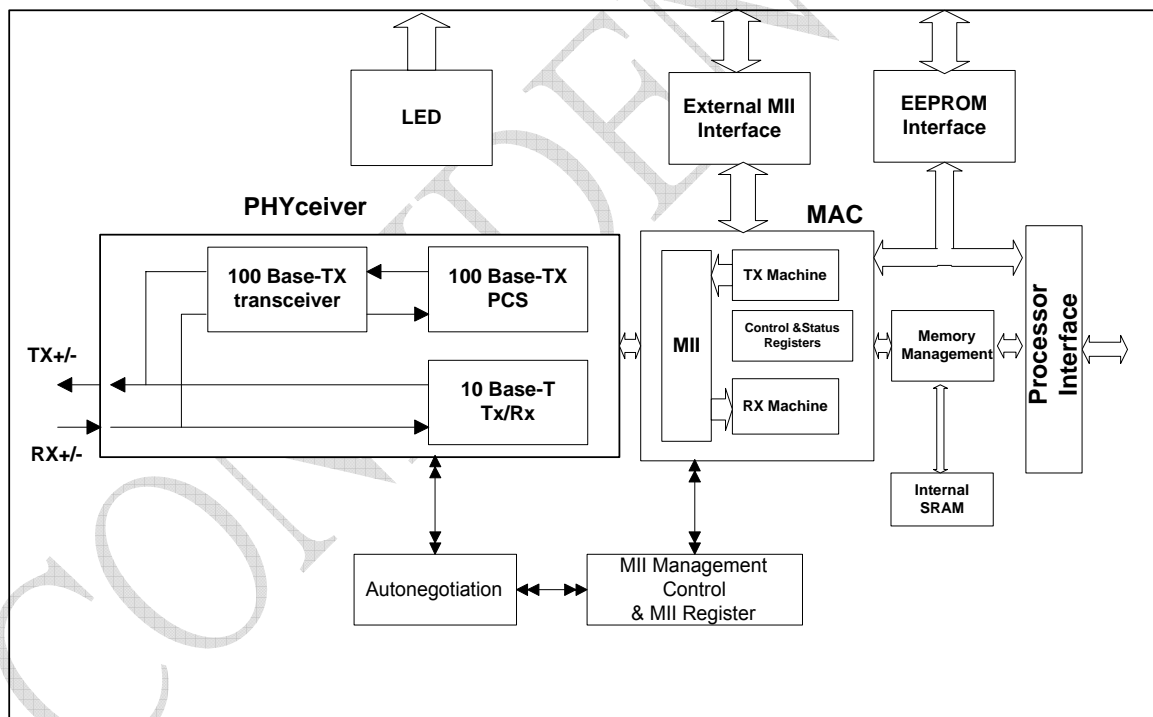 LED
External MII
Interface
EEPROM
Interface
PHYceiver
MAC
100 Base-TX
transceiver
100 Base-TX
PCS
TX+/-
RX+/-
10 Base-T
Tx/Rx
MII
TX Machine
Control &Status
Registers
RX Machine
Memory
Management
Processor
Interface
Internal
SRAM
Autonegotiation
MII Management
Control
& MII Register
CONFIDEN